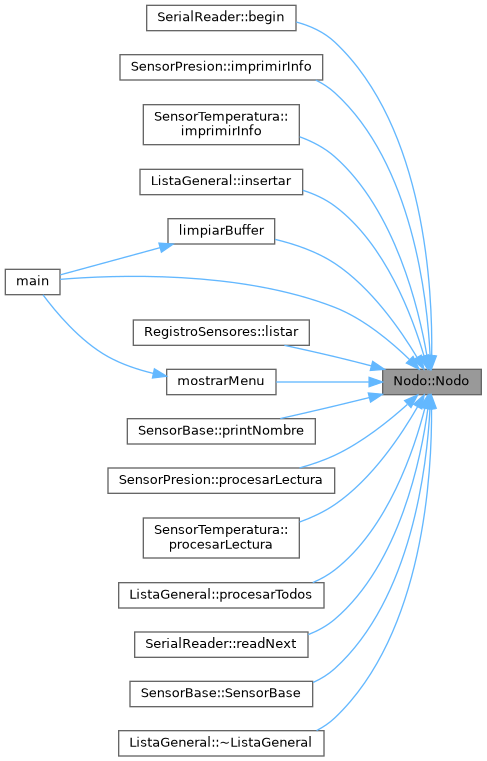 SerialReader::begin
SensorPresion::imprimirInfo
SensorTemperatura::
imprimirInfo
ListaGeneral::insertar
limpiarBuffer
main
RegistroSensores::listar
Nodo::Nodo
mostrarMenu
SensorBase::printNombre
SensorPresion::procesarLectura
SensorTemperatura::
procesarLectura
ListaGeneral::procesarTodos
SerialReader::readNext
SensorBase::SensorBase
ListaGeneral::~ListaGeneral